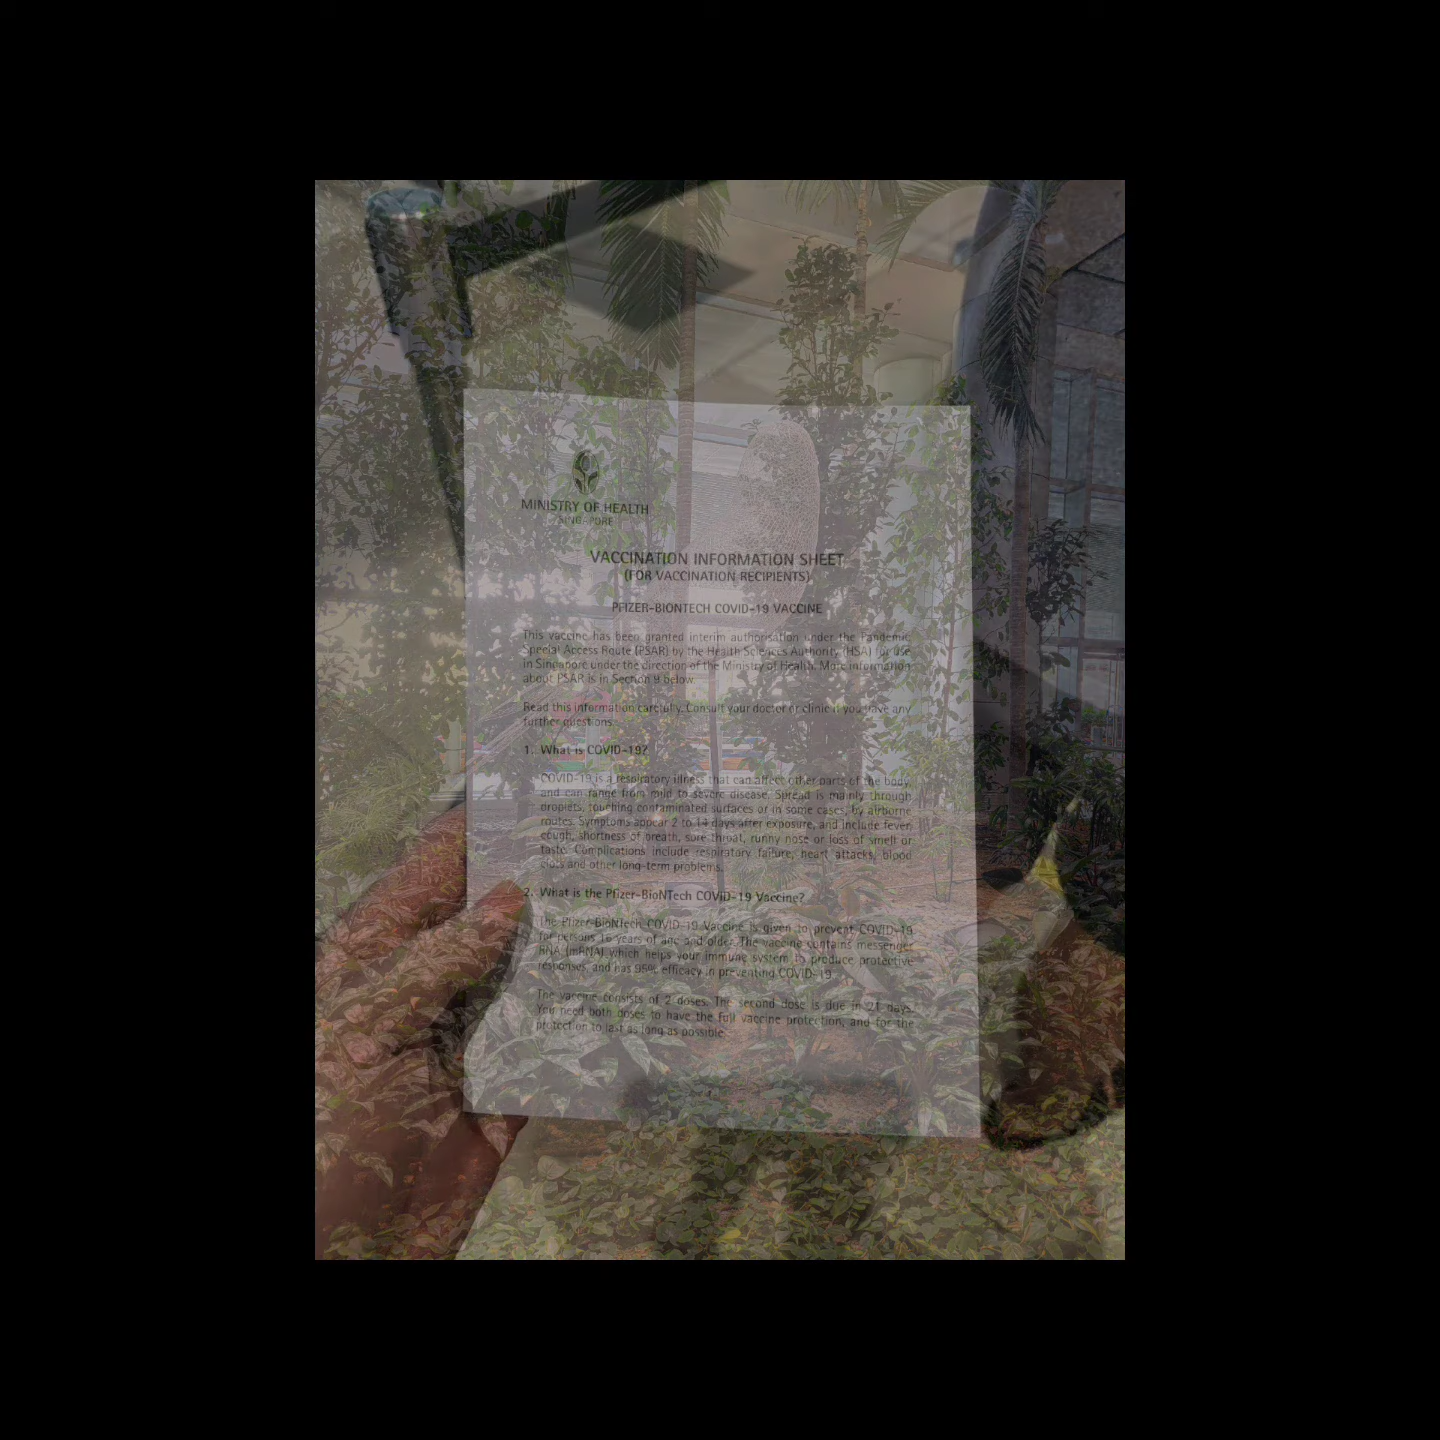 MINISTRY OF HEALTH
SINGAPORE
VACCINATION INFORMATION SHEET
(FOR VACCINATION RECIPIENTS)
PFIZER-BIONTECH COVID-19 VACCINE
This vaccine has been granted interim authorisation under the Pandemic
Special Access Route (PSAR) by the Health Sciences Authority (HSA) for use
in Singapore under the direction of the Ministry of Health. More information
about PSAR is in Section 9 below.
Read this information carefully. Consult your doctor or clinic if you have any
further questions.
1. What is COVID-19?
COVID-19 is a respiratory illness that can affect other parts of the body,
and can range from mild to severe disease. Spread is mainly through
droplets, touching contaminated surfaces or in some cases, by airborne
routes. Symptoms appear 2 to 14 days after exposure, and include fever,
cough, shortness of breath, sore throat, runny nose or loss of smell or
taste. Complications include respiratory failure, heart attacks, blood
clots and other long-term problems.
2. What is the Pfizer-BioNTech COVID-19 Vaccine?
The Pfizer-BioNTech COVID-19 Vaccine is given to prevent COVID-19
for persons 16 years of age and older. The vaccine contains messenger
RNA (mRNA) which helps your immune system to produce protective
responses, and has 95% efficacy in preventing COVID-19.
The vaccine consists of 2 doses. The second dose is due in 21 days.
You need both doses to have the full vaccine protection, and for the
protection to last as long as possible.